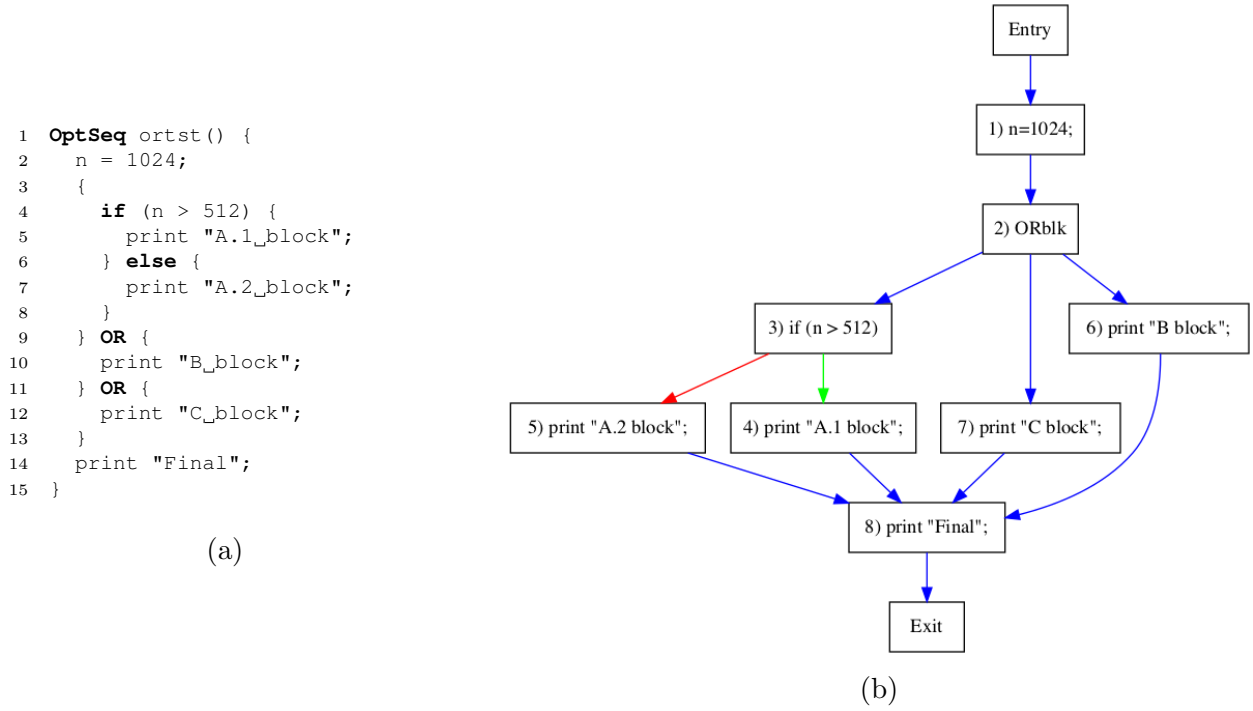 1 OptSeq ortst() {
2 n = 1024;
3 {
4 if (n > 512) {
5 print "A.1␣block";
6 } else {
7 print "A.2␣block";
8 }
9 } OR {
10 print "B␣block";
11 } OR {
12 print "C␣block";
13 }
14 print "Final";
15 }
(a)
Entry
1) n=1024;
2) ORblk
3) if (n > 512)
6) print "B block";
5) print "A.2 block";
4) print "A.1 block";
7) print "C block";
8) print "Final";
Exit
(b)